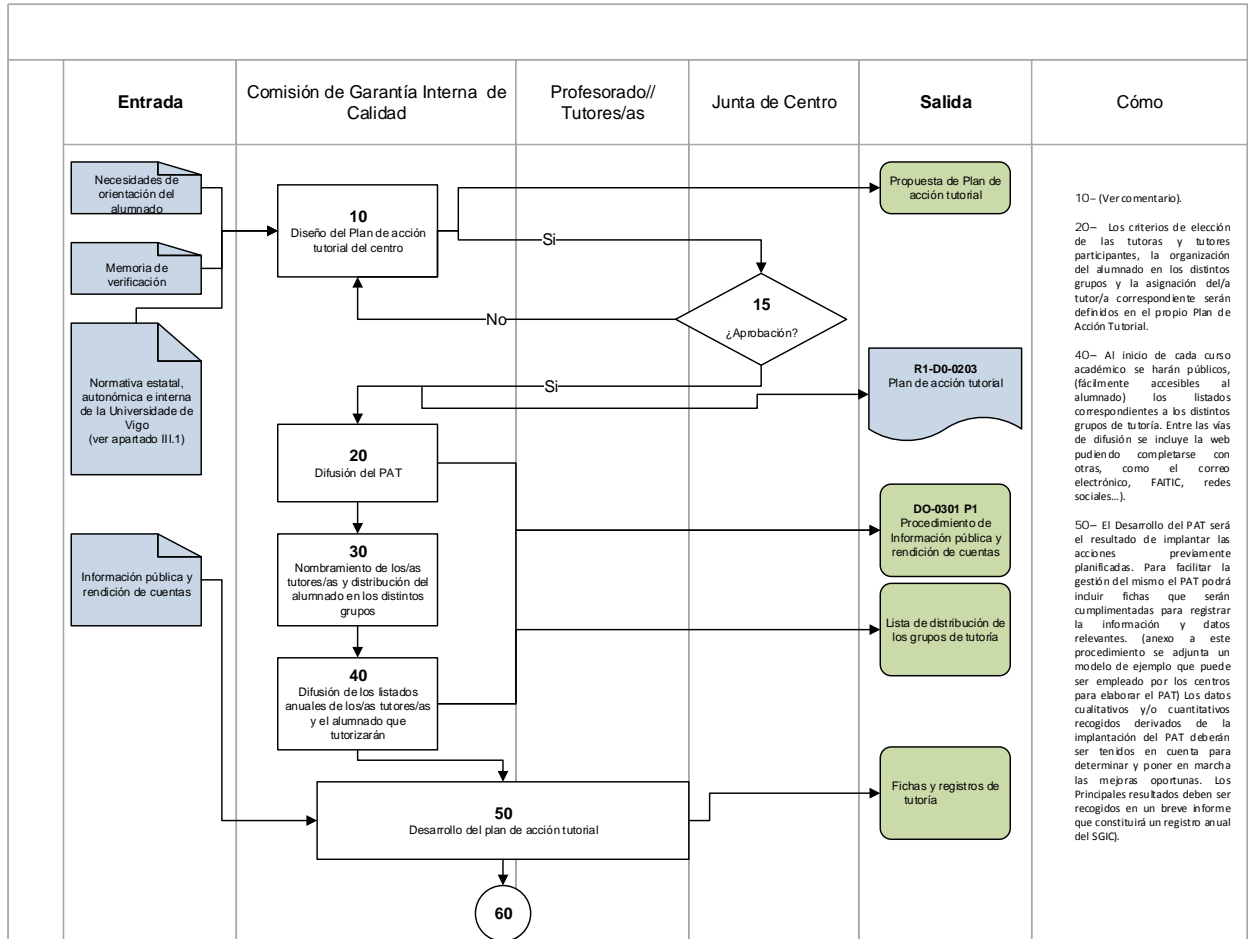 Entrada
Comisión de Garantía Interna de
Calidad
Profesorado//
Tutores/as
Junta de Centro
Salida
Cómo
Necesidades de
orientación del
alumnado
Memoria de
verificación
Normativa estatal,
autonómica e interna
de la Universidade de
Vigo
(ver apartado III.1)
Información pública y
rendición de cuentas
10
Diseño del Plan de acción
tutorial del centro
Si
No
15
¿Aprobación?
Si
20
Difusión del PAT
30
Nombramiento de los/as
tutores/as y distribución del
alumnado en los distintos
grupos
40
Difusión de los listados
anuales de los/as tutores/as
y el alumnado que
tutorizarán
50
Desarrollo del plan de acción tutorial
60
Propuesta de Plan de
acción tutorial
R1-D0-0203
Plan de acción tutorial
DO-0301 P1
Procedimiento de
Información pública y
rendición de cuentas
Lista de distribución de
los grupos de tutoría
Fichas y registros de
tutoría
10– (Ver comentario).
20– Los criterios de elección
de las tutoras y tutores
participantes, la organización
del alumnado en los distintos
grupos y la asignación del/a
tutor/a correspondiente serán
definidos en el propio Plan de
Acción Tutorial.
40– Al inicio de cada curso
académico se harán públicos,
(fácilmente accesibles al
alumnado) los listados
correspondientes a los distintos
grupos de tutoría. Entre las vías
de difusión se incluye la web
pudiendo completarse con
otras, como el correo
electrónico, FAITIC, redes
sociales...).
50– El Desarrollo del PAT será
el resultado de implantar las
acciones previamente
planificadas. Para facilitar la
gestión del mismo el PAT podrá
incluir fichas que serán
cumplimentadas para registrar
la información y datos
relevantes. (anexo a este
procedimiento se adjunta un
modelo de ejemplo que puede
ser empleado por los centros
para elaborar el PAT) Los datos
cualitativos y/o cuantitativos
recogidos derivados de la
implantación del PAT deberán
ser tenidos en cuenta para
determinar y poner en marcha
las mejoras oportunas. Los
Principales resultados deben ser
recogidos en un breve informe
que constituirá un registro anual
del SGIC).